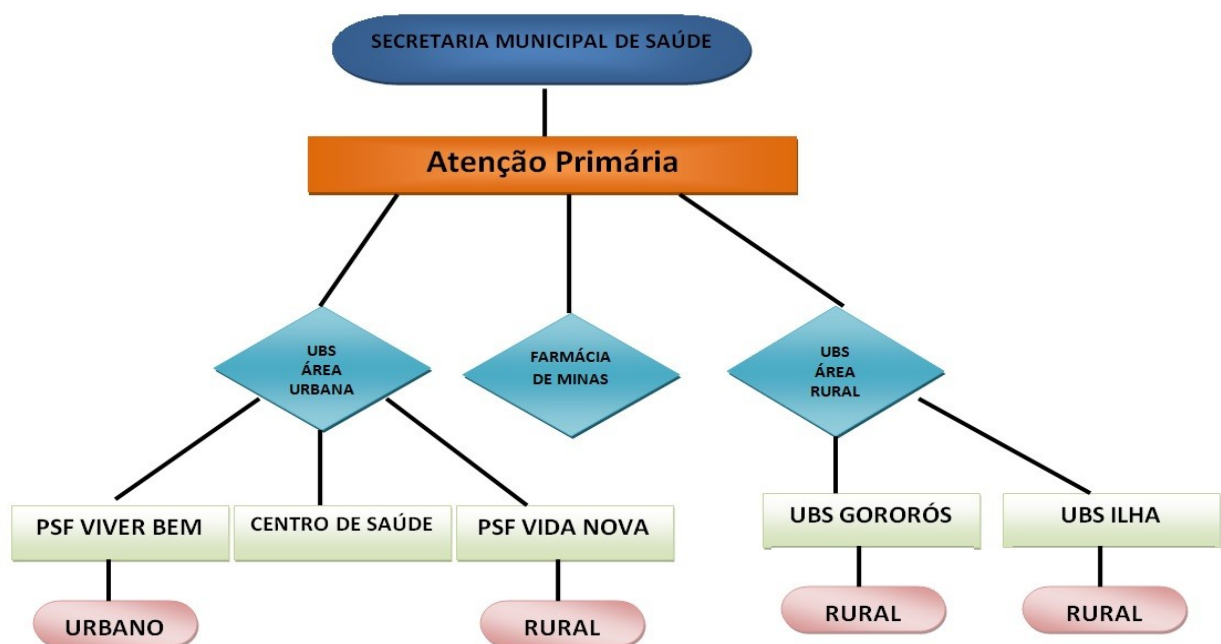 SECRETARIA MUNICIPAL DE SAÚDE
Atenção Primária
UBS
ÁREA
URBANA
FARMÁCIA
DE MINAS
UBS
ÁREA
RURAL
PSF VIVER BEM
CENTRO DE SAÚDE
PSF VIDA NOVA
UBS GORORÓS
UBS ILHA
URBANO
RURAL
RURAL
RURAL